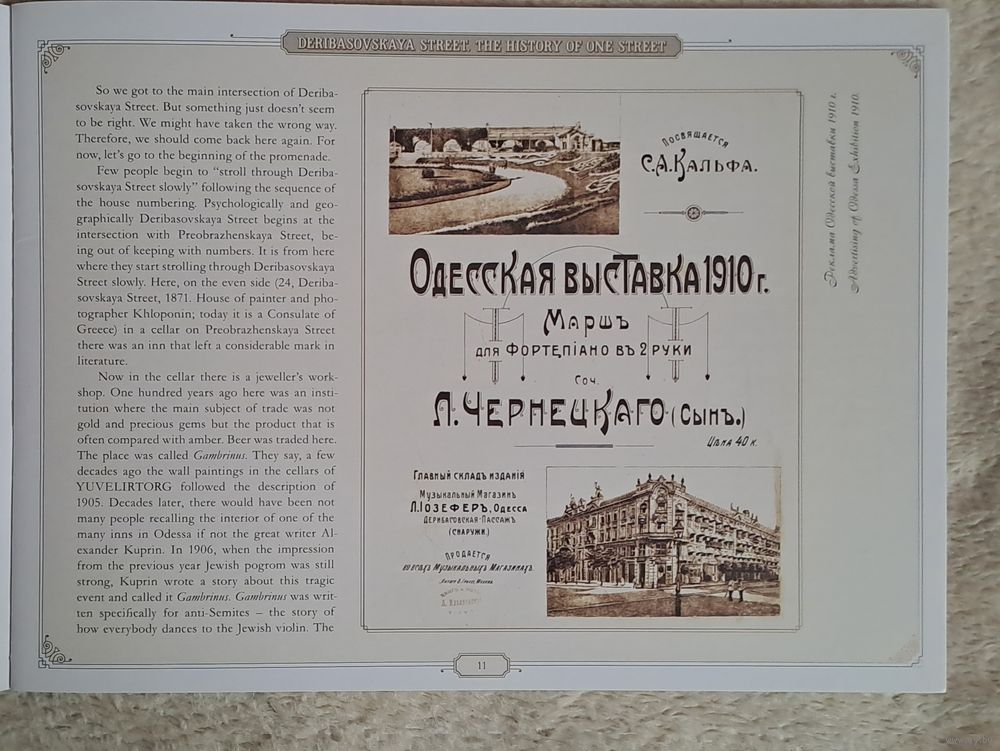 DERIBASOVSKAYA STREET. THE HISTORY OF ONE STREET
So we got to the main intersection of Deriba-
sovskaya Street. But something just doesn't seem
to be right. We might have taken the wrong way.
Therefore, we should come back here again. For
now, let's go to the beginning of the promenade.
Few people begin to “stroll through Deriba-
sovskaya Street slowly” following the sequence of
the house numbering. Psychologically and geo-
graphically Deribasovskaya Street begins at the
intersection with Preobrazhenskaya Street, be-
ing out of keeping with numbers. It is from here
where they start strolling through Deribasovskaya
Street slowly. Here, on the even side (24, Deriba-
sovskaya Street, 1871. House of painter and pho-
tographer Khloponin; today it is a Consulate of
Greece) in a cellar on Preobrazhenskaya Street
there was an inn that left a considerable mark in
literature.
Now in the cellar there is a jeweller's work-
shop. One hundred years ago here was an insti-
tution where the main subject of trade was not
gold and precious gems but the product that is
often compared with amber. Beer was traded here.
The place was called Gambrinus. They say, a few
decades ago the wall paintings in the cellars of
YUVELIRTORG followed the description of
1905. Decades later, there would have been not
many people recalling the interior of one of the
many inns in Odessa if not the great writer Al-
exander Kuprin. In 1906, when the impression
from the previous year Jewish pogrom was still
strong, Kuprin wrote a story about this tragic
event and called it Gambrinus. Gambrinus was writ-
ten specifically for anti-Semites – the story of
how everybody dances to the Jewish violin. The
ПОСВЯЩАЕТСЯ
С.А.КАЛЬФА.
ОДЕССКАЯ ВЫСТАВКА 1910 г.
МАРШЪ
ДЛЯ ФОРТЕПІАНО ВЪ 2 РУКИ
Соч.
Л. ЧЕРНЕЦКАГО (Сынъ.)
Цѣна 40 к.
ГЛАВНЫЙ СКЛАДЪ ИЗДАНІЯ
МУЗЫКАЛЬНЫЙ МАГАЗИНЪ
Л.ІОЗЕФЕРЪ, ОДЕССА
ДЕРИБАСОВСКАЯ-ПАССАЖЪ
(СНАРУЖИ.)
ПРОДАЕТСЯ
ВО ВСѢХЪ МУЗЫКАЛЬНЫХЪ МАГАЗИНАХЪ.
Реклама Одесской выставки 1910 г.
Advertising of Odessa Exhibition 1910.
11